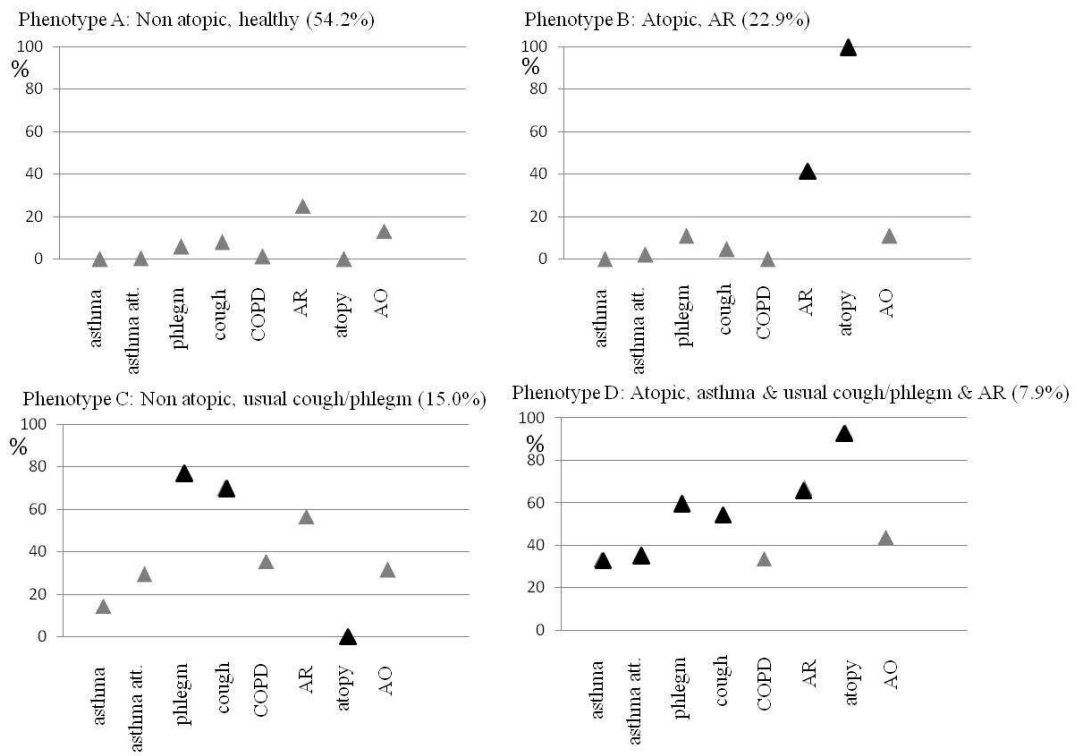 Phenotype A: Non atopic, healthy (54.2%)
100
%
80
60
40
20
0
asthma
asthma att.
phlegm
cough
COPD
AR
atopy
AO
Phenotype B: Atopic, AR (22.9%)
100
%
80
60
40
20
0
asthma
asthma att.
phlegm
cough
COPD
AR
atopy
AO
Phenotype C: Non atopic, usual cough/phlegm (15.0%)
100
%
80
60
40
20
0
asthma
asthma att.
phlegm
cough
COPD
AR
atopy
AO
Phenotype D: Atopic, asthma & usual cough/phlegm & AR (7.9%)
100
%
80
60
40
20
0
asthma
asthma att.
phlegm
cough
COPD
AR
atopy
AO